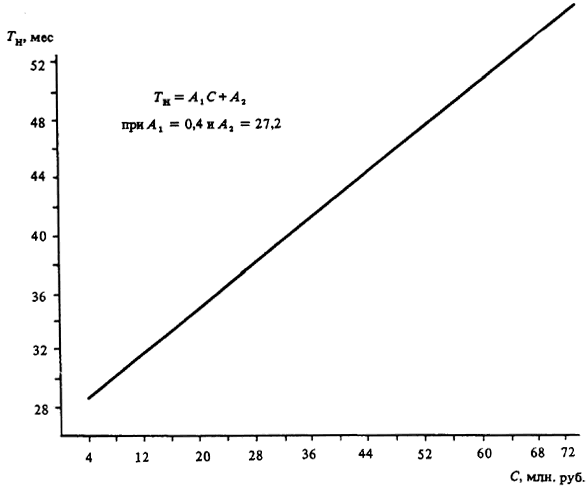 Tн, мес
52
Tн = A₁C + A₂
при A₁ = 0,4 и A₂ = 27,2
48
44
40
36
32
28
4 12 20 28 36 44 52 60 68 72
C, млн. руб.